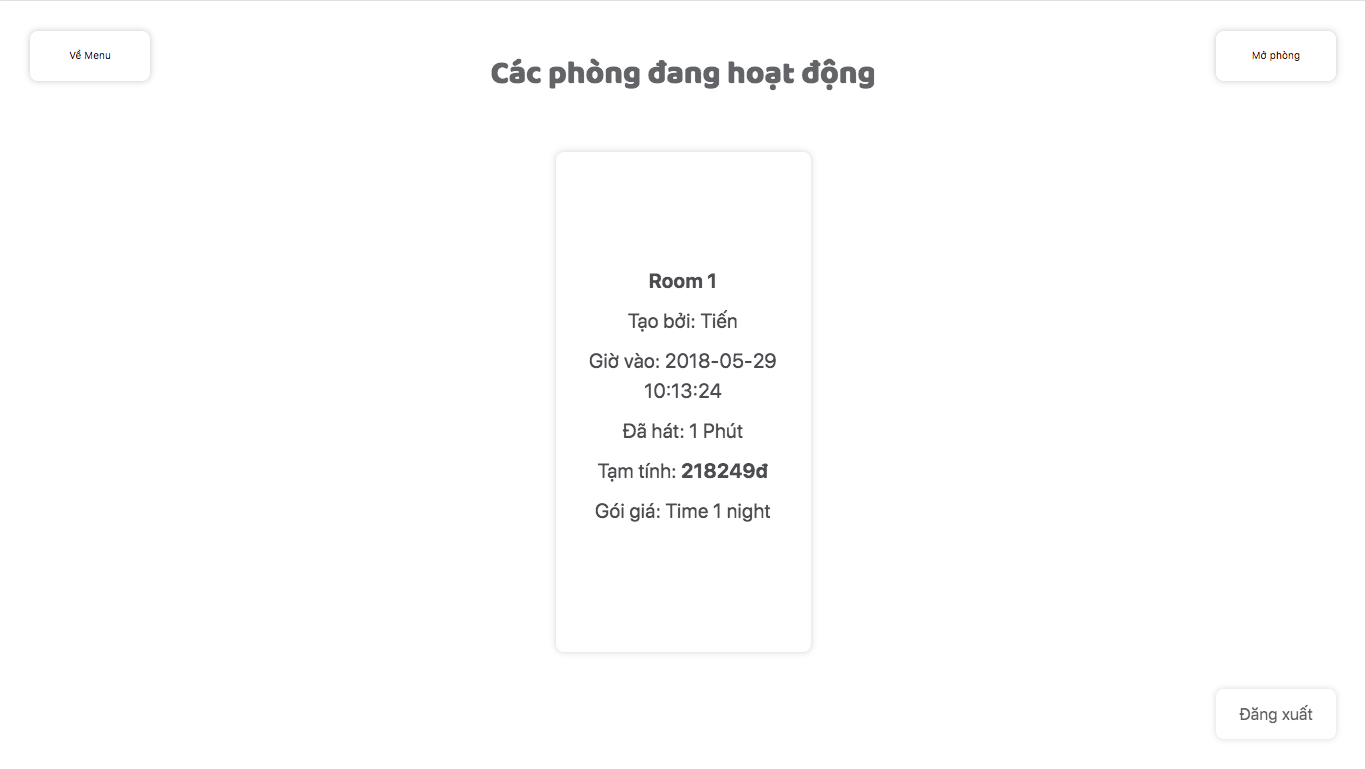 Về Menu
Các phòng đang hoạt động
Mở phòng
Room 1
Tạo bởi: Tiến
Giờ vào: 2018-05-29
10:13:24
Đã hát: 1 Phút
Tạm tính: 218249đ
Gói giá: Time 1 night
Đăng xuất